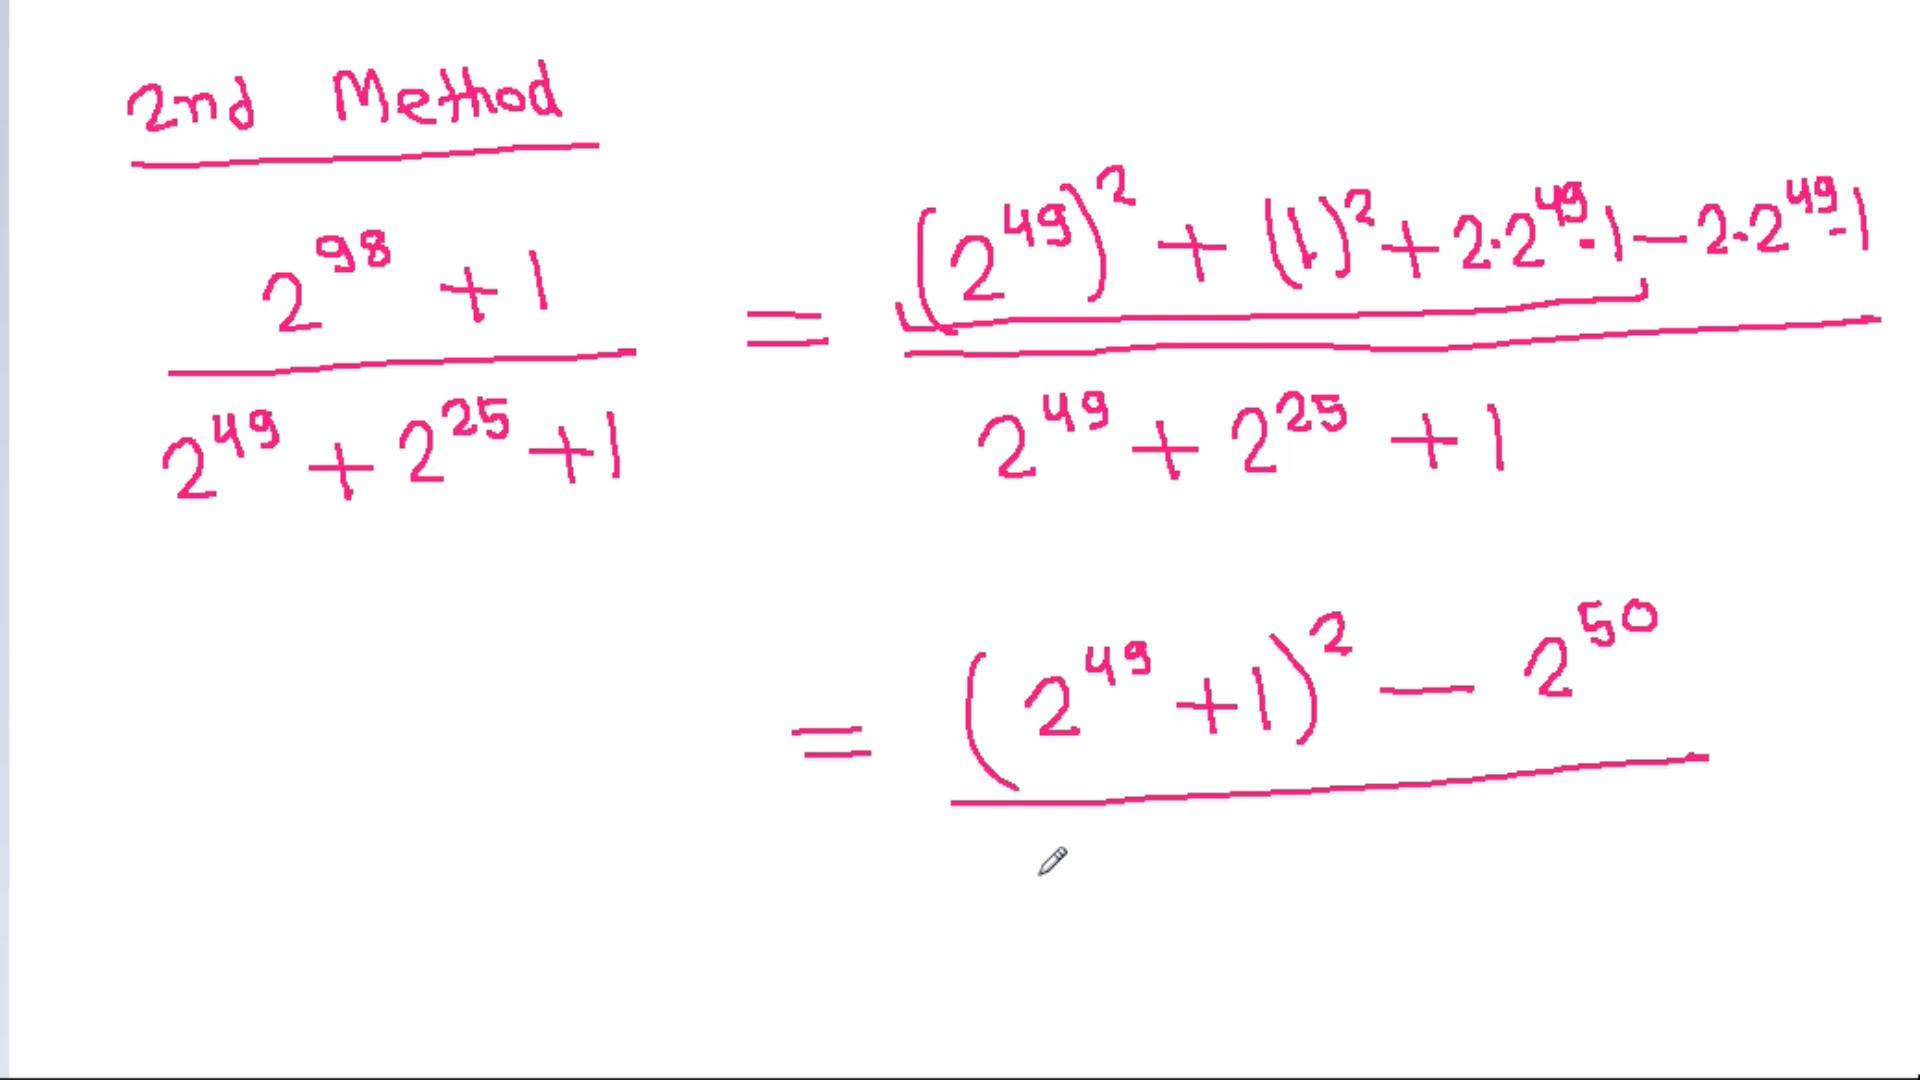 2nd Method
2^98 + 1 / 2^49 + 2^25 + 1 = (2^49)^2 + (1)^2 + 2·2^49·1 − 2·2^49·1 / 2^49 + 2^25 + 1
= (2^49 + 1)^2 − 2^50